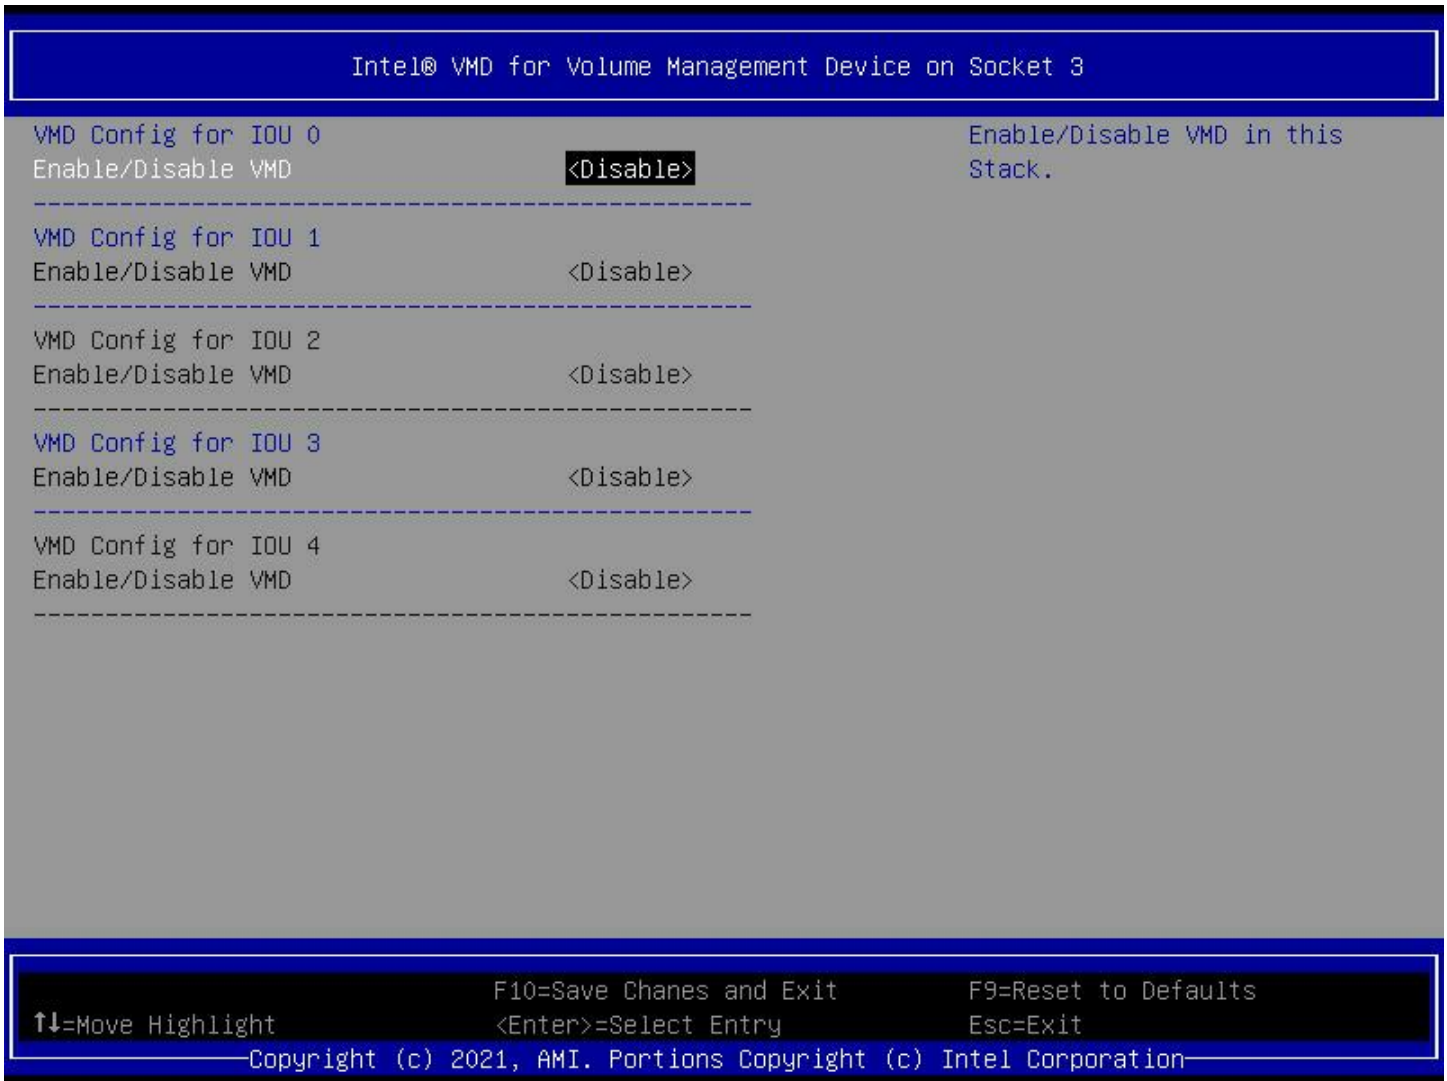 Intel® VMD for Volume Management Device on Socket 3
VMD Config for IOU 0
Enable/Disable VMD <Disable>
Enable/Disable VMD in this
Stack.
--------------------------------------------------
VMD Config for IOU 1
Enable/Disable VMD <Disable>
--------------------------------------------------
VMD Config for IOU 2
Enable/Disable VMD <Disable>
--------------------------------------------------
VMD Config for IOU 3
Enable/Disable VMD <Disable>
--------------------------------------------------
VMD Config for IOU 4
Enable/Disable VMD <Disable>
--------------------------------------------------
F10=Save Chanes and Exit F9=Reset to Defaults
↑↓=Move Highlight <Enter>=Select Entry Esc=Exit
Copyright (c) 2021, AMI. Portions Copyright (c) Intel Corporation